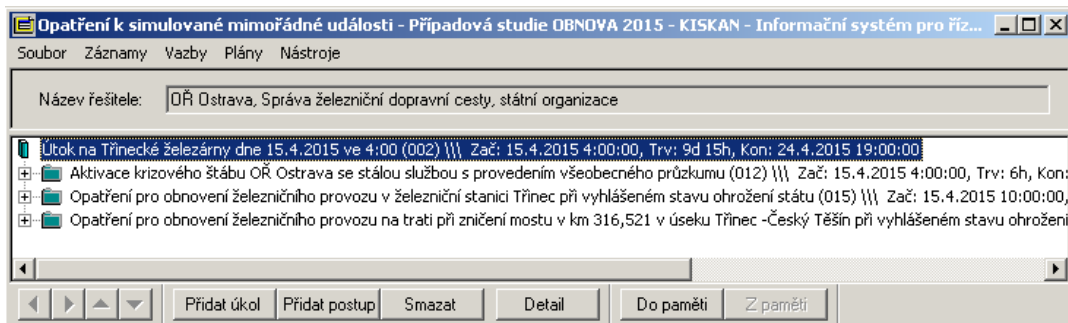 Opatření k simulované mimořádné události - Případová studie OBNOVA 2015 - KISKAN - Informační systém pro říz...
Soubor Záznamy Vazby Plány Nástroje
Název řešitele: OŘ Ostrava, Správa železniční dopravní cesty, státní organizace
Útok na Třinecké železárny dne 15.4.2015 ve 4:00 (002) \\\ Zač: 15.4.2015 4:00:00, Trv: 9d 15h, Kon: 24.4.2015 19:00:00
Aktivace krizového štábu OŘ Ostrava se stálou službou s provedením všeobecného průzkumu (012) \\\ Zač: 15.4.2015 4:00:00, Trv: 6h, Kon:
Opatření pro obnovení železničního provozu v železniční stanici Třinec při vyhlášeném stavu ohrožení státu (015) \\\ Zač: 15.4.2015 10:00:00,
Opatření pro obnovení železničního provozu na trati při zničení mostu v km 316,521 v úseku Třinec -Český Těšín při vyhlášeném stavu ohrožení
Přidat úkol Přidat postup Smazat Detail Do paměti Z paměti